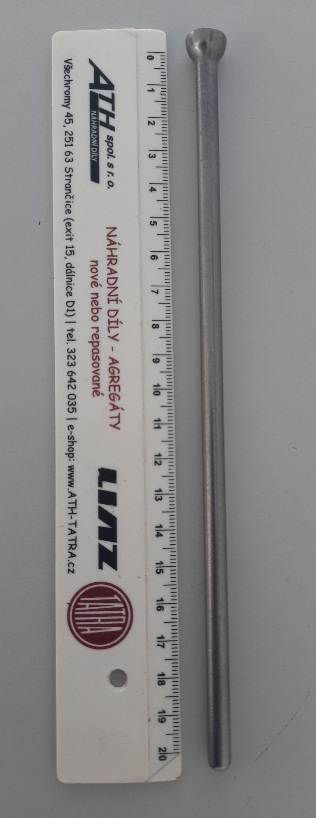 ATH spol. s r.o.
NÁHRADNÍ DÍLY
NÁHRADNÍ DÍLY - AGREGÁTY
nové nebo repasované
LIAZ
TATRA
Všechromy 45, 251 63 Strančice (exit 15, dálnice D1) | tel. 323 642 035 | e-shop: www.ATH-TATRA.cz
0 1 2 3 4 5 6 7 8 9 10 11 12 13 14 15 16 17 18 19 20